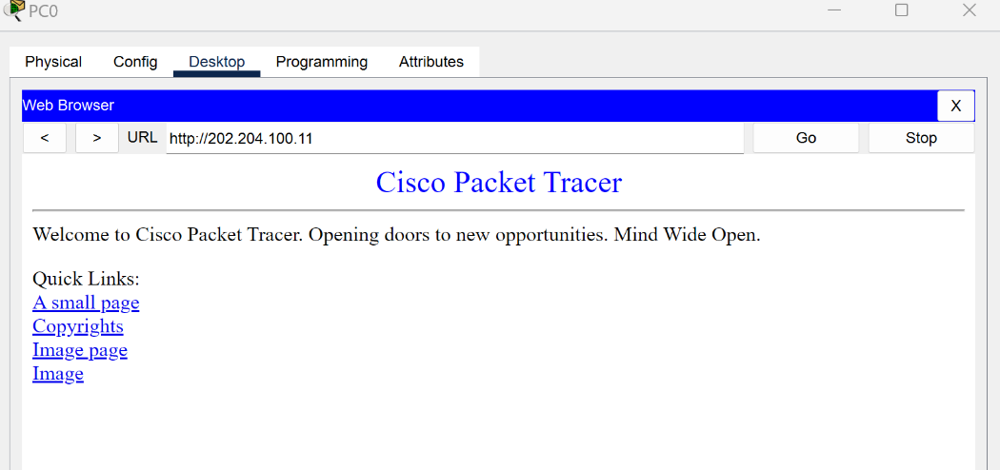 PC0
Physical Config Desktop Programming Attributes
Web Browser X
< > URL http://202.204.100.11 Go Stop
Cisco Packet Tracer
Welcome to Cisco Packet Tracer. Opening doors to new opportunities. Mind Wide Open.
Quick Links:
A small page
Copyrights
Image page
Image